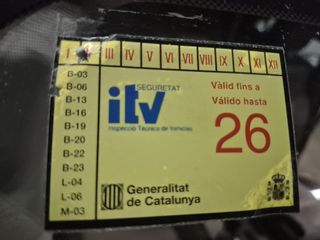 I III IV V VI VII VIII IX X XI XII
B-03
B-06
B-13
B-16
B-19
B-20
B-22
B-23
L-04
L-06
M-03
SEGURETAT
itv
Inspecció Tècnica de Vehicles
Vàlid fins a
Válido hasta
26
Generalitat
de Catalunya